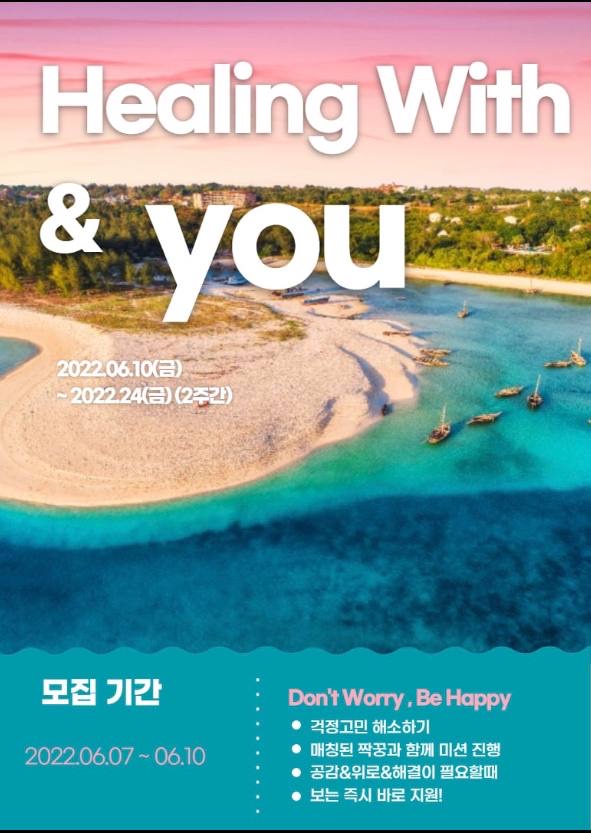 Healing With
& you
2022.06.10(금)
~ 2022.24(금) (2주간)
모집 기간
2022.06.07 ~ 06.10
Don't Worry , Be Happy
● 걱정고민 해소하기
● 매칭된 짝꿍과 함께 미션 진행
● 공감&위로&해결이 필요할때
● 보는 즉시 바로 지원!